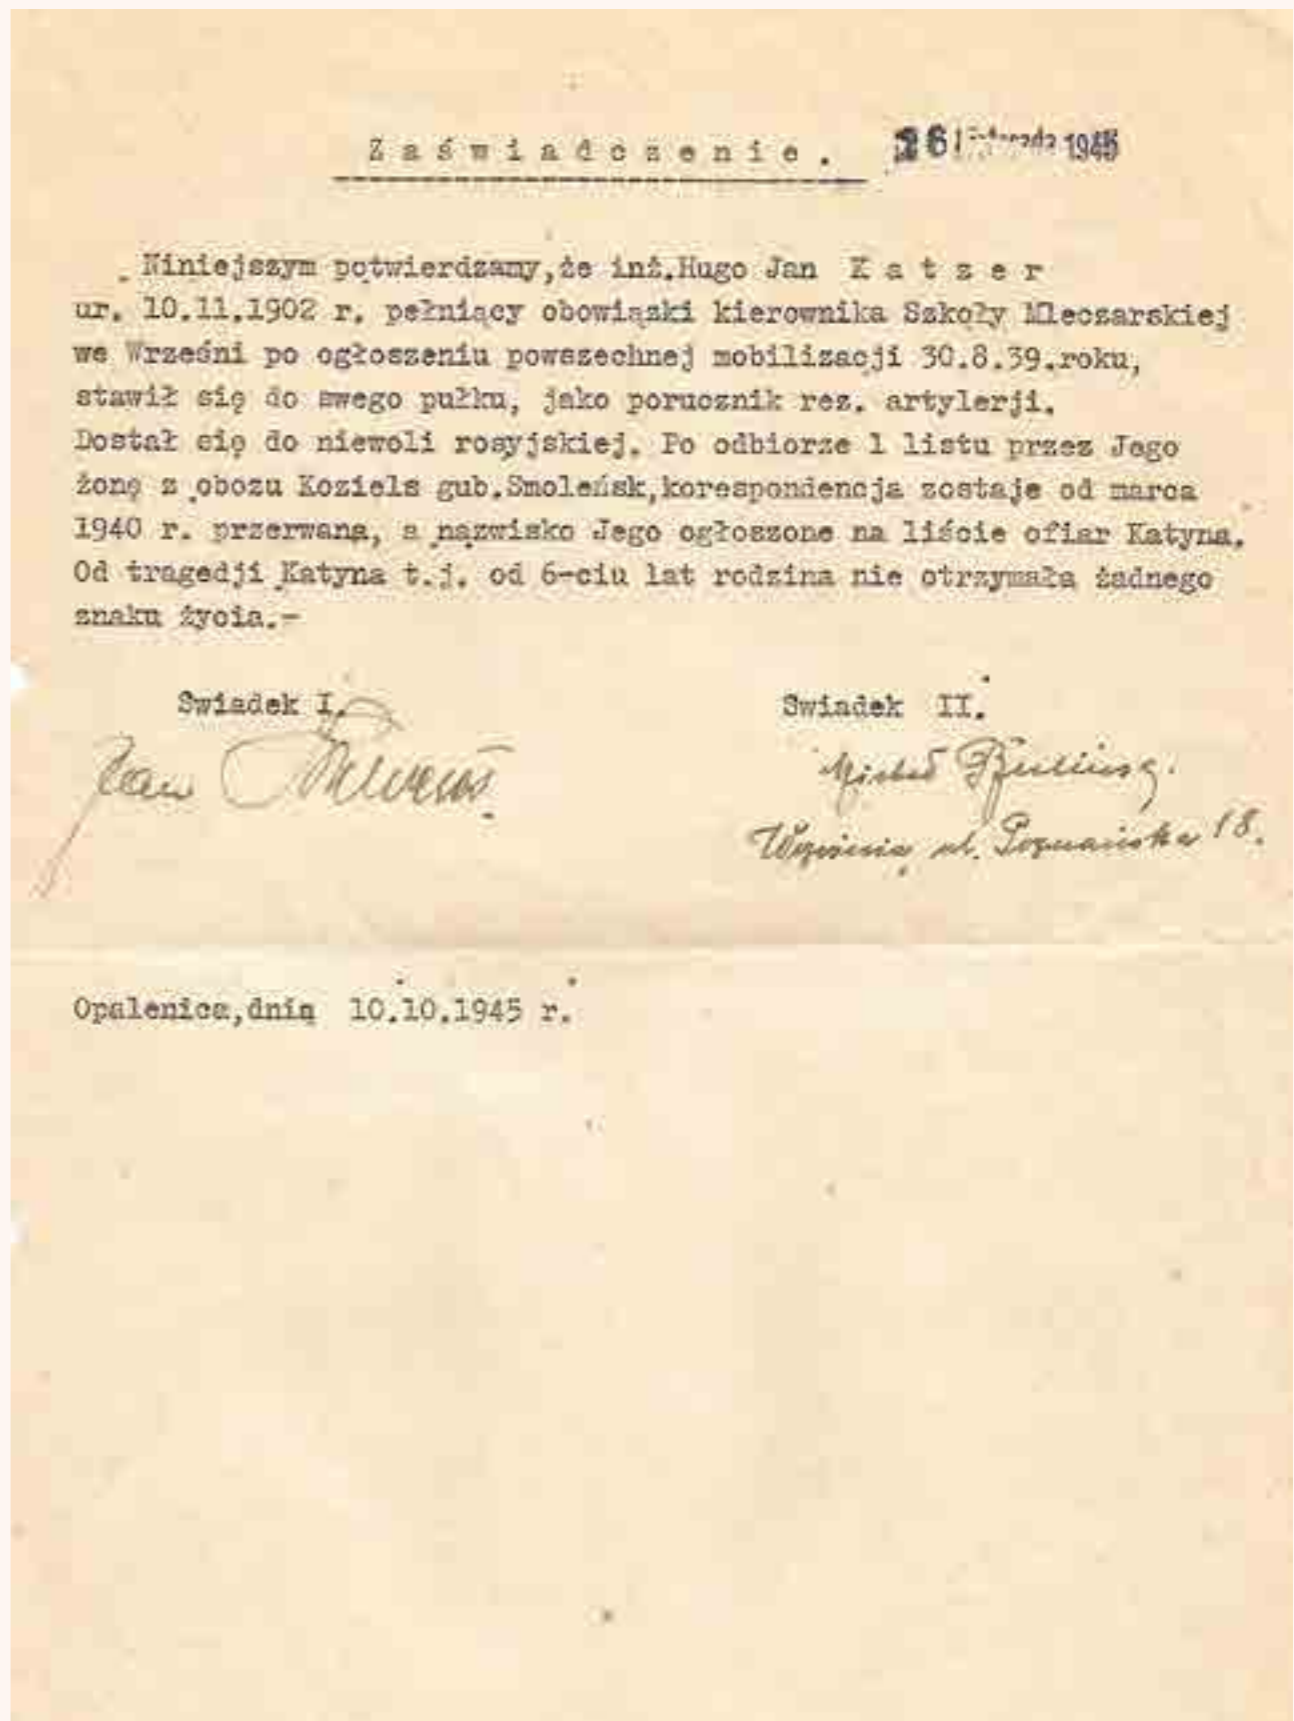 Zaświadczenie. 26 listopada 1945
Niniejszym potwierdzamy,że inż.Hugo Jan Katzer
ur. 10.11.1902 r. pełniący obowiązki kierownika Szkoły Mleczarskiej
we Wrześni po ogłoszeniu powszechnej mobilizacji 30.8.39.roku,
stawił się do swego pułku, jako porucznik rez. artylerji.
Dostał się do niewoli rosyjskiej. Po odbiorze 1 listu przez Jego
żonę z obozu Koziels gub.Smoleńsk,korespondencja zostaje od marca
1940 r. przerwana, a nazwisko Jego ogłoszone na liście ofiar Katyna.
Od tragedji Katyna t.j. od 6-ciu lat rodzina nie otrzymała żadnego
znaku życia.-
Swiadek I. Swiadek II.
Jan Michał
Września, ul. Poznańska 18.
Opalenica,dnia 10.10.1945 r.